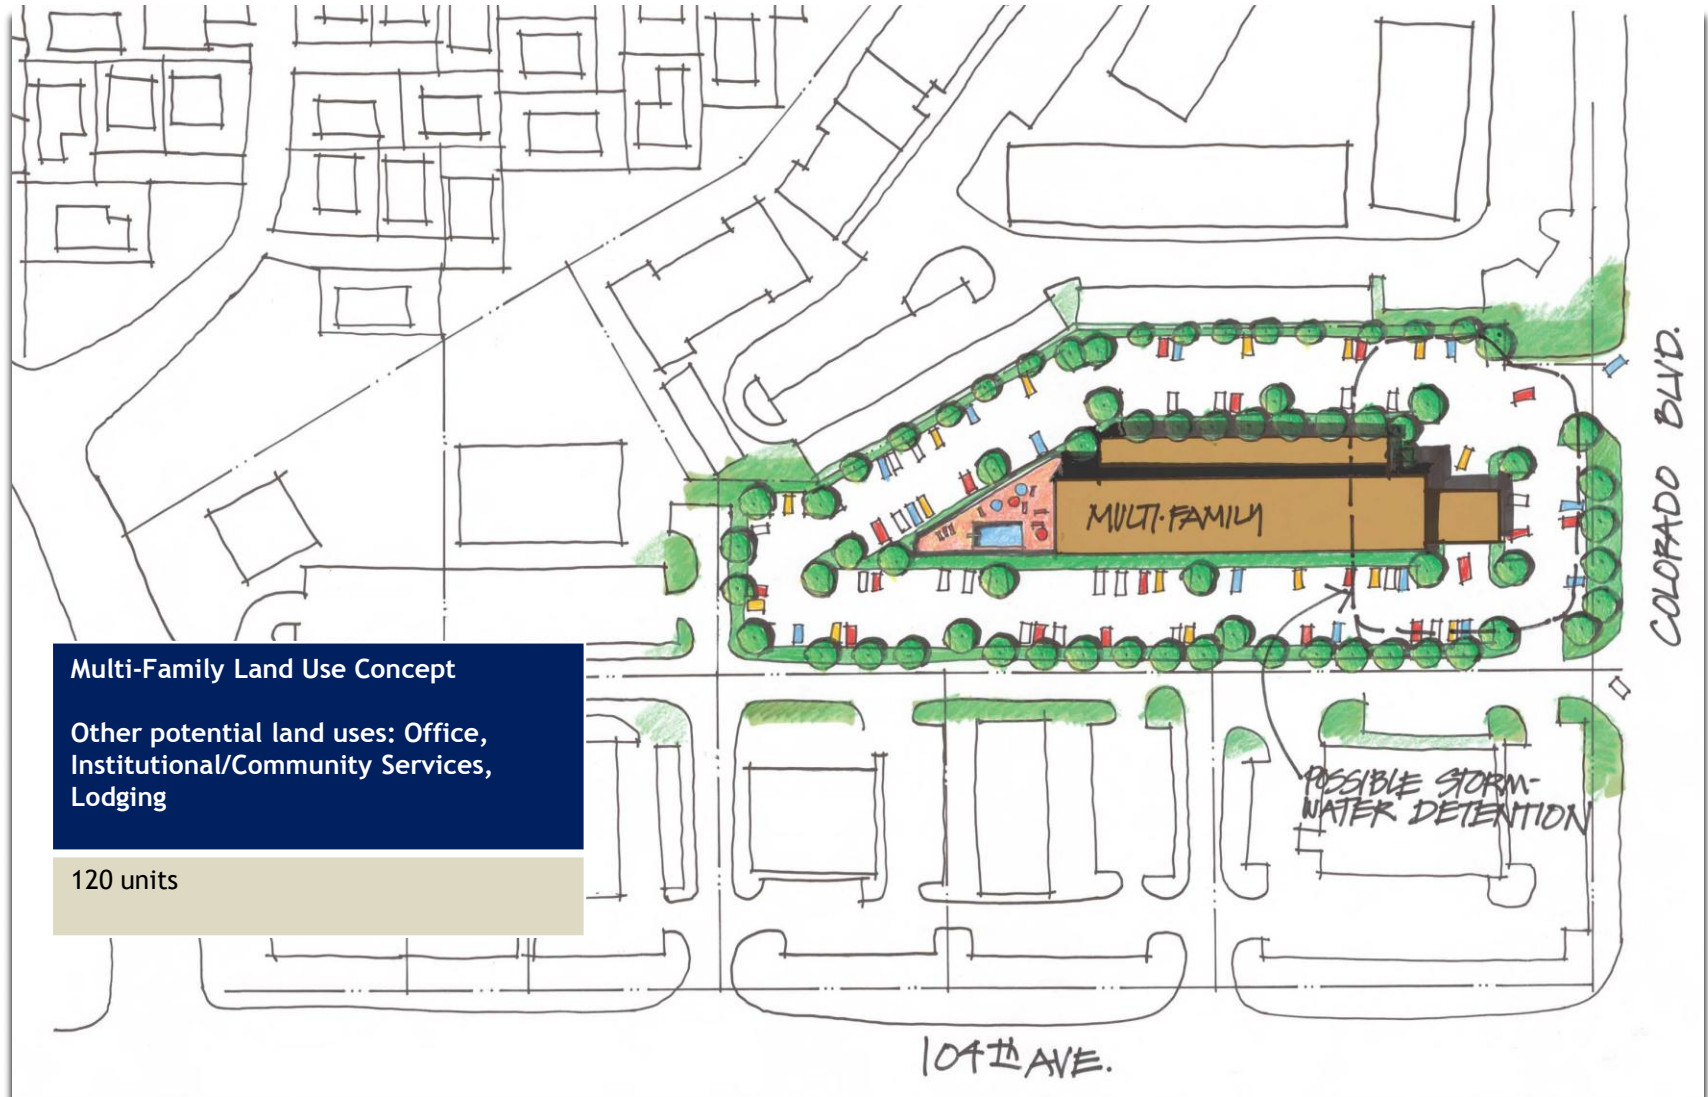 COLORADO BLVD.
MULTI-FAMILY
Multi-Family Land Use Concept
Other potential land uses: Office,
Institutional/Community Services,
Lodging
120 units
POSSIBLE STORM-
WATER DETENTION
104TH AVE.